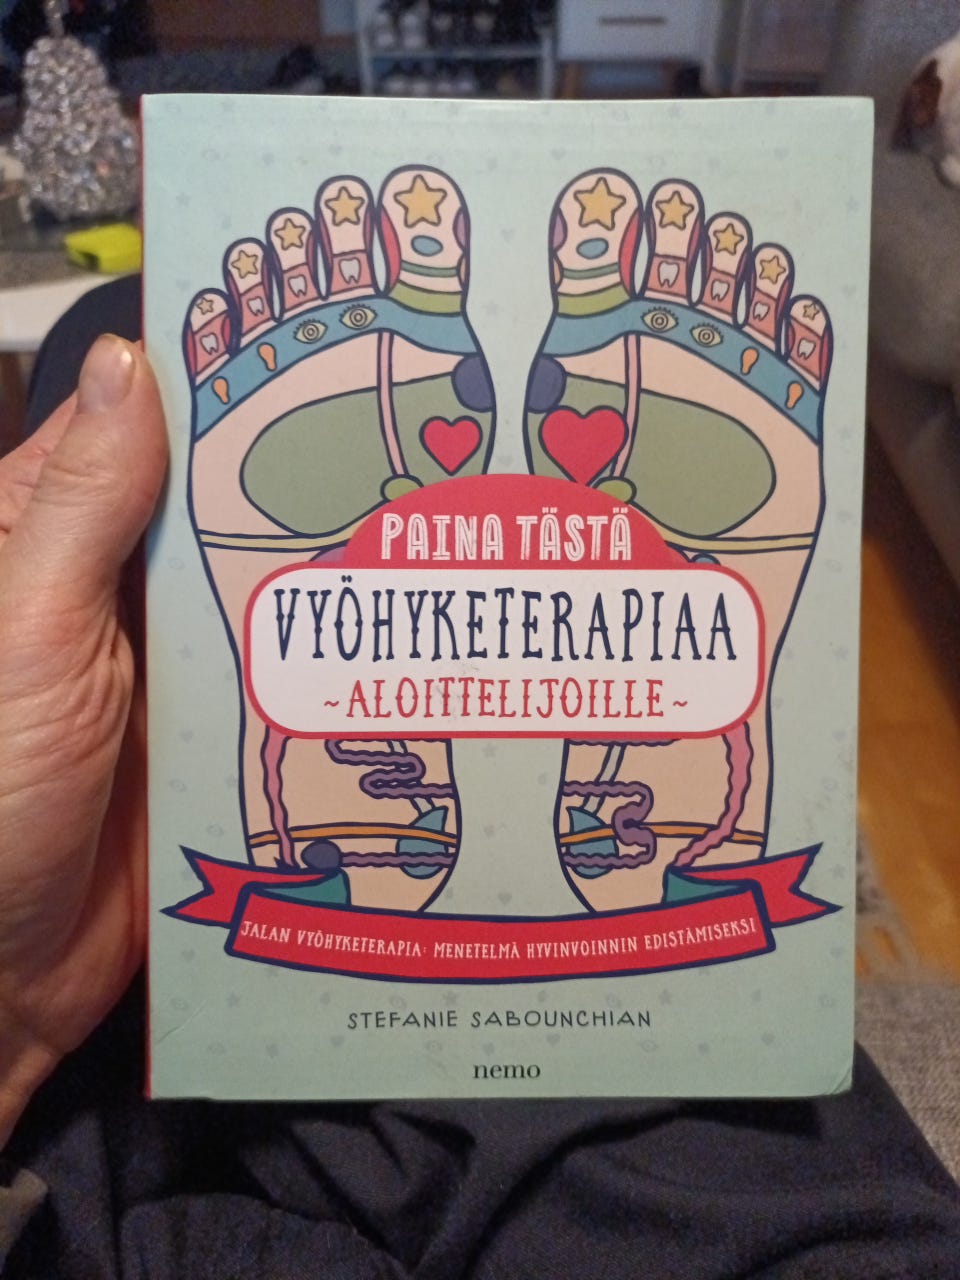 PAINA TÄSTÄ
VYÖHYKETERAPIAA
~ALOITTELIJOILLE~
JALAN VYÖHYKETERAPIA: MENETELMÄ HYVINVOINNIN EDISTÄMISEKSI
STEFANIE SABOUNCHIAN
nemo